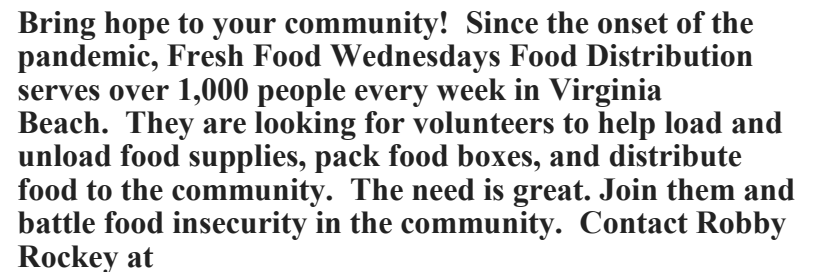 Bring hope to your community!  Since the onset of the
pandemic, Fresh Food Wednesdays Food Distribution
serves over 1,000 people every week in Virginia
Beach.  They are looking for volunteers to help load and
unload food supplies, pack food boxes, and distribute
food to the community.  The need is great. Join them and
battle food insecurity in the community.  Contact Robby
Rockey at